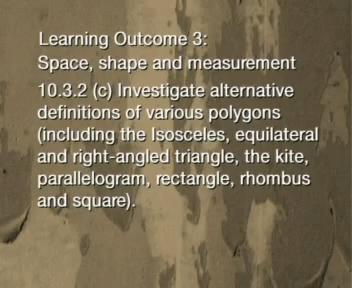 Learning Outcome 3:
Space, shape and measurement
10.3.2 (c) Investigate alternative
definitions of various polygons
(including the Isosceles, equilateral
and right-angled triangle, the kite,
parallelogram, rectangle, rhombus
and square).